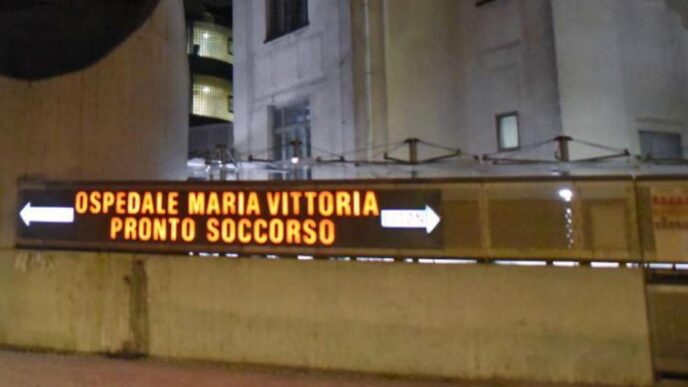 OSPEDALE MARIA VITTORIA
PRONTO SOCCORSO